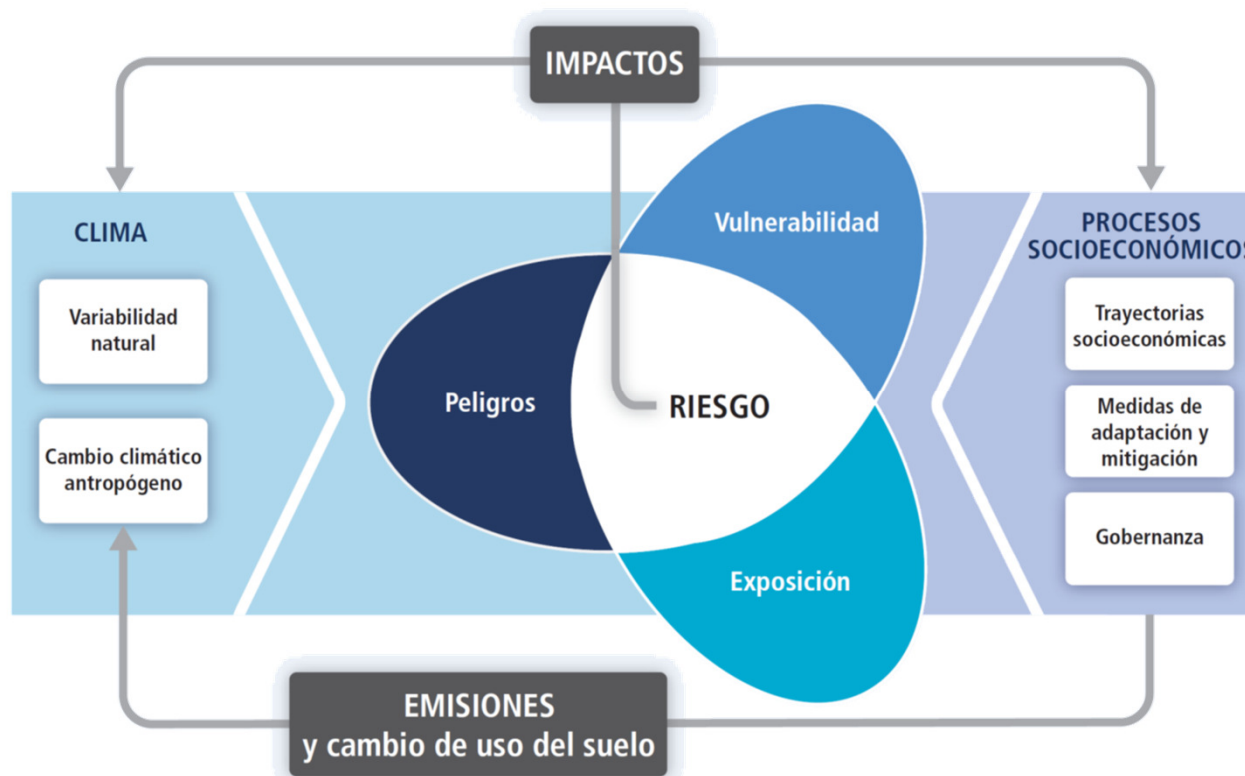 IMPACTOS
CLIMA
Variabilidad
natural
Cambio climático
antropógeno
Vulnerabilidad
Peligros
RIESGO
Exposición
PROCESOS
SOCIOECONÓMICOS
Trayectorias
socioeconómicas
Medidas de
adaptación y
mitigación
Gobernanza
EMISIONES
y cambio de uso del suelo